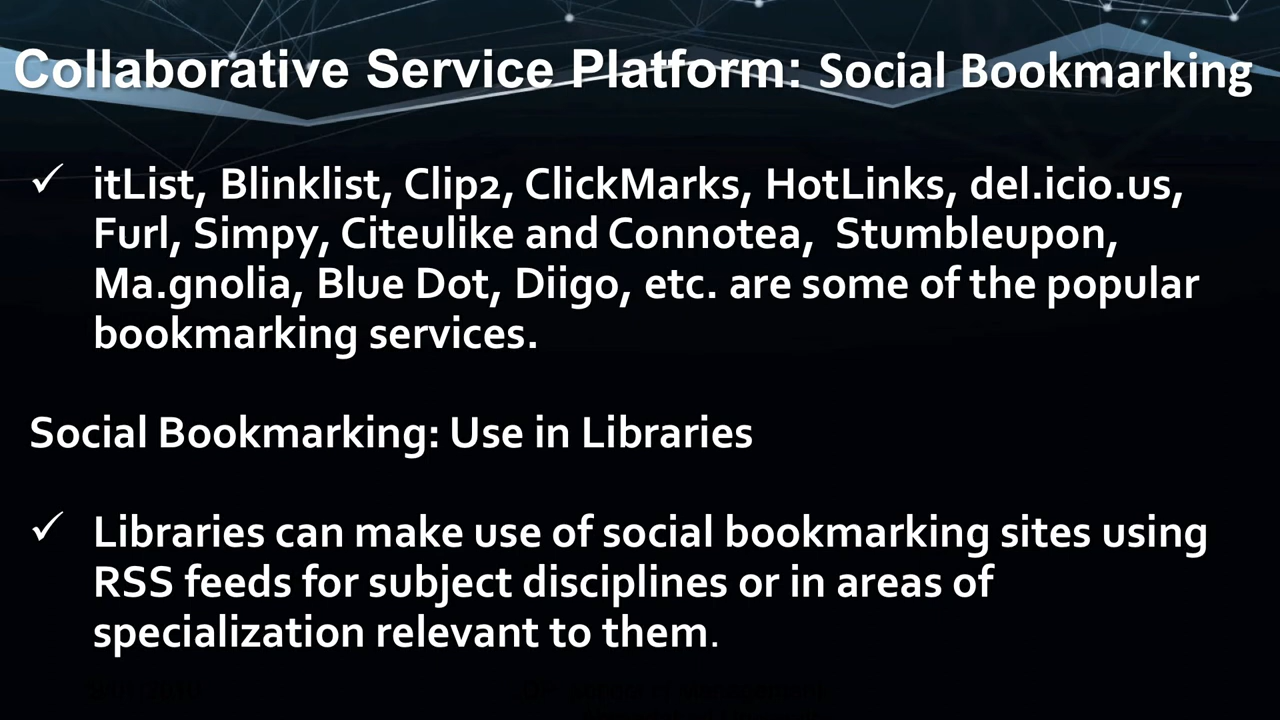 Collaborative Service Platform: Social Bookmarking
✓ itList, Blinklist, Clip2, ClickMarks, HotLinks, del.icio.us,
Furl, Simpy, Citeulike and Connotea, Stumbleupon,
Ma.gnolia, Blue Dot, Diigo, etc. are some of the popular
bookmarking services.
Social Bookmarking: Use in Libraries
✓ Libraries can make use of social bookmarking sites using
RSS feeds for subject disciplines or in areas of
specialization relevant to them.